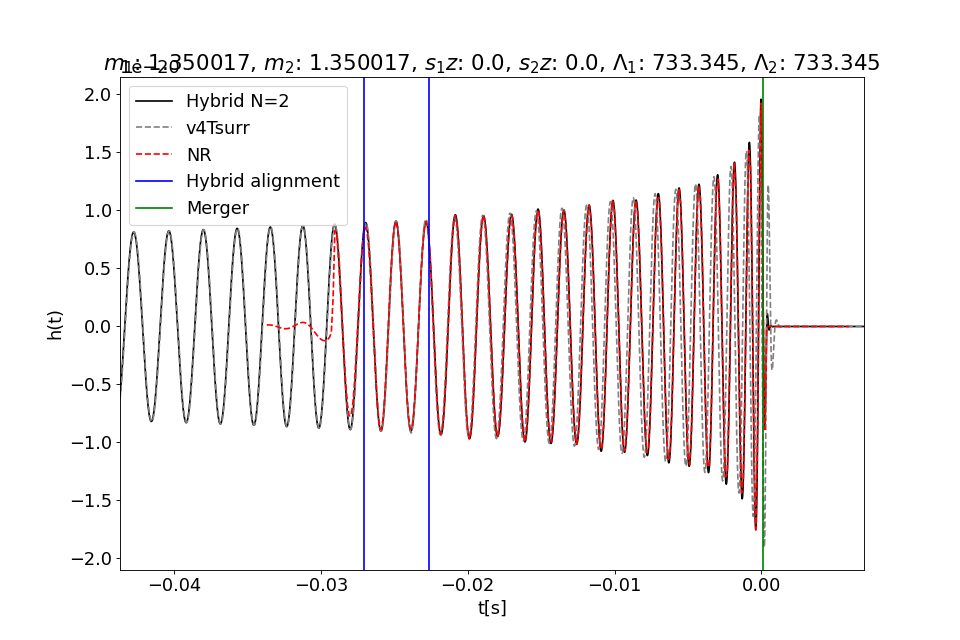 m₁: 1.350017, m₂: 1.350017, s₁z: 0.0, s₂z: 0.0, Λ₁: 733.345, Λ₂: 733.345
1e−20
Hybrid N=2
v4Tsurr
NR
Hybrid alignment
Merger
h(t)
2.0
1.5
1.0
0.5
0.0
−0.5
−1.0
−1.5
−2.0
−0.04
−0.03
−0.02
−0.01
0.00
t[s]